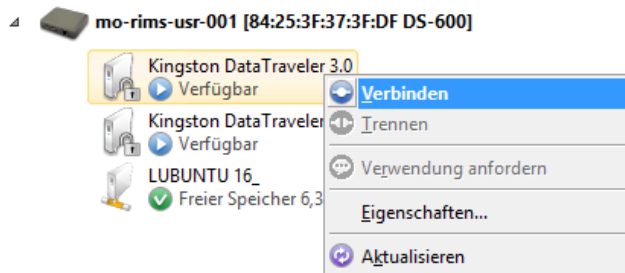 mo-rims-usr-001 [84:25:3F:37:3F:DF DS-600]
Kingston DataTraveler 3.0
Verfügbar
Kingston DataTraveler
Verfügbar
LUBUNTU 16_
Freier Speicher 6,3
Verbinden
Trennen
Verwendung anfordern
Eigenschaften...
Aktualisieren